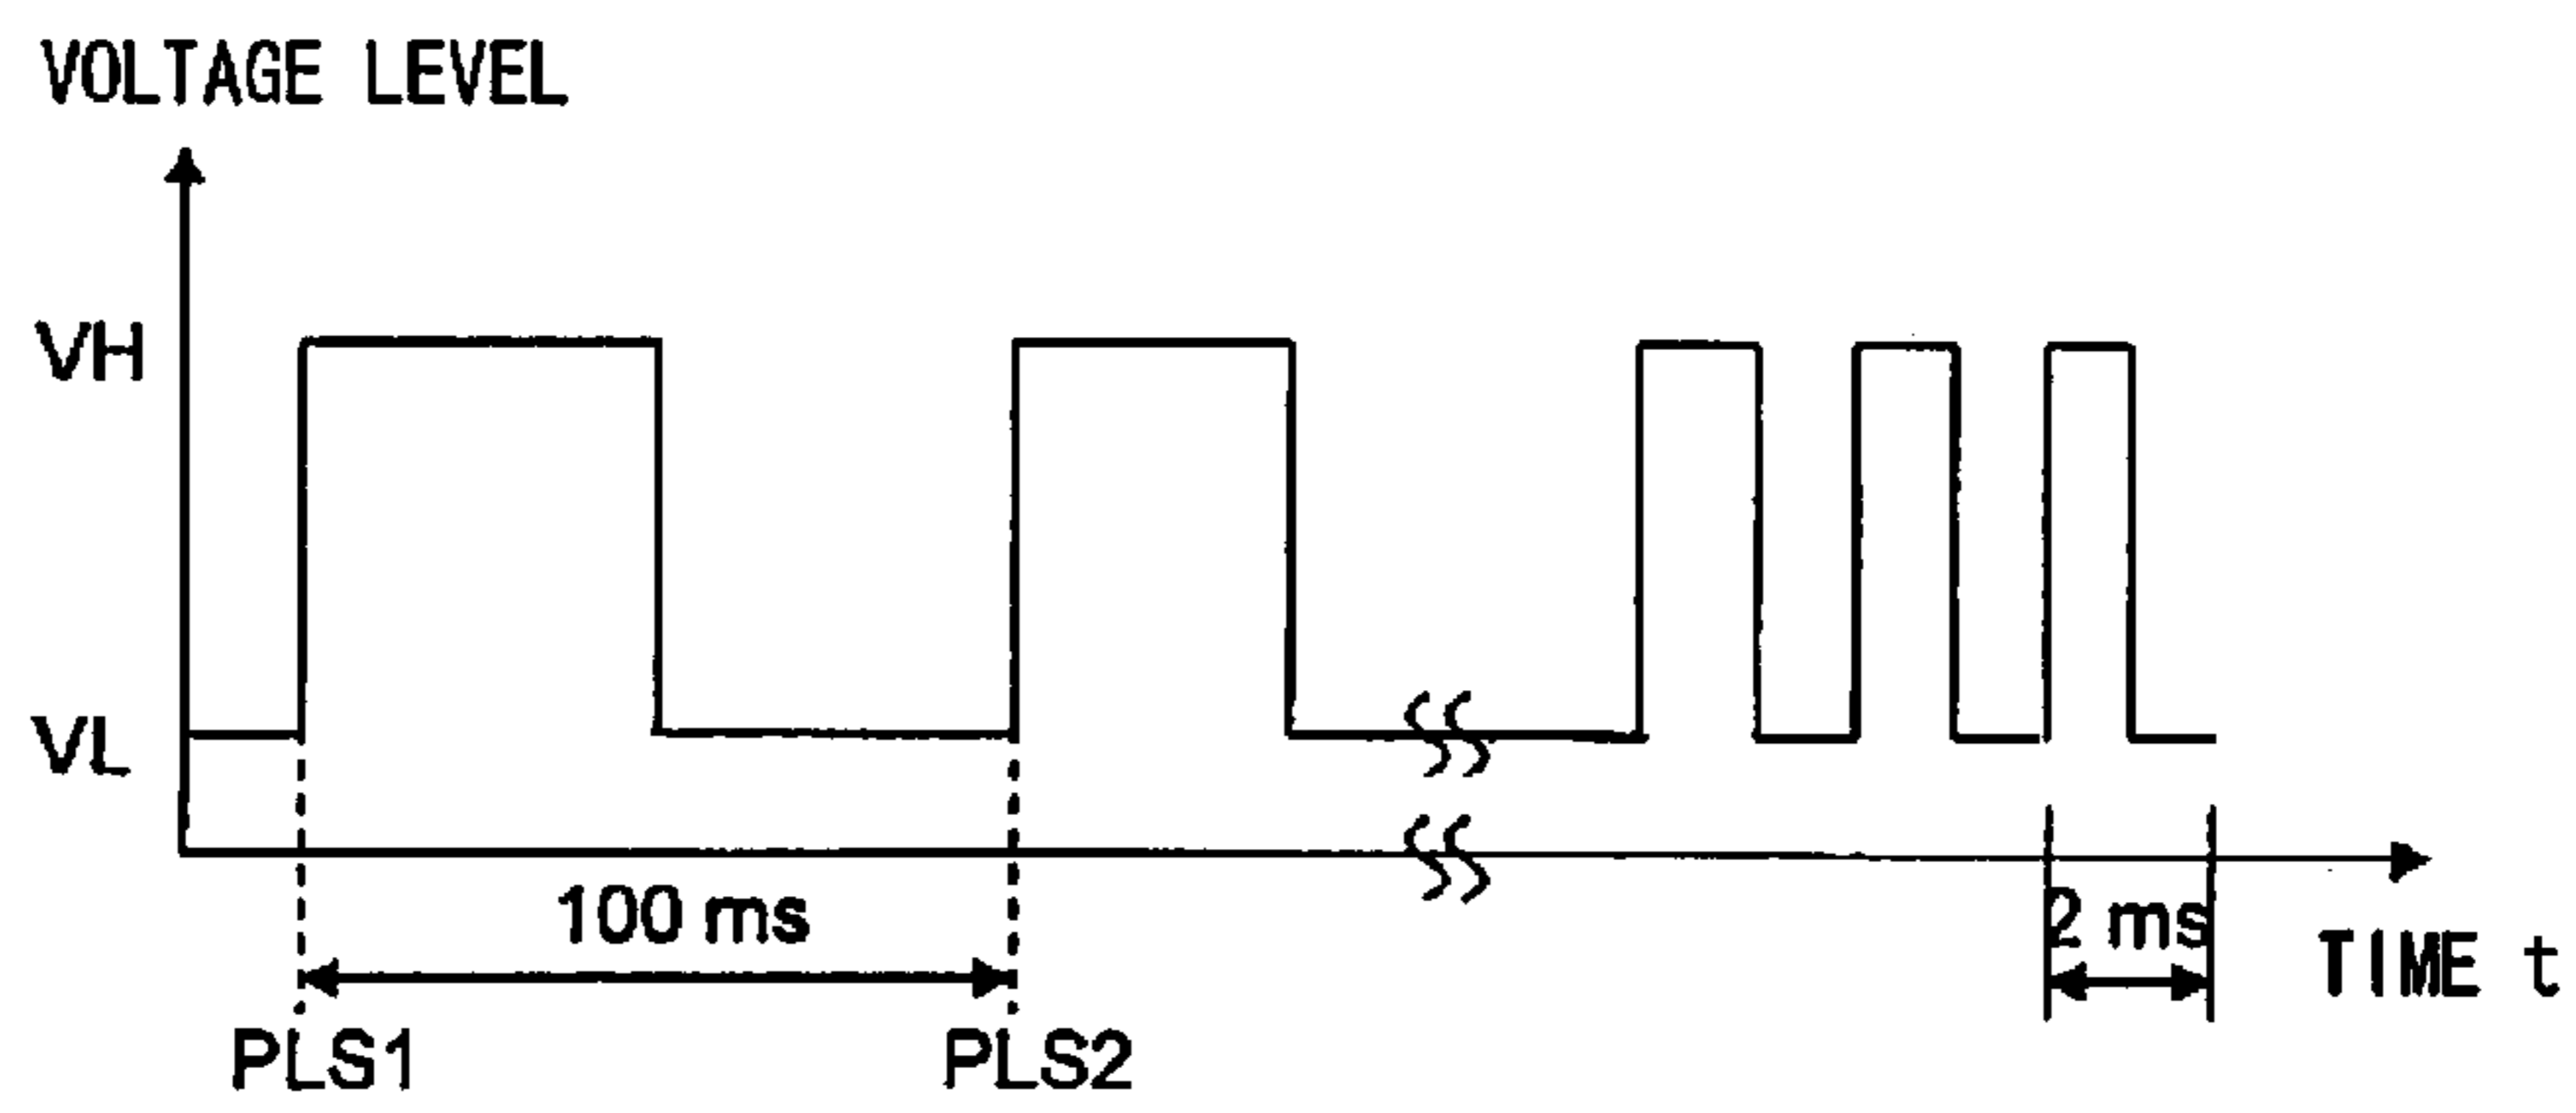 VOLTAGE LEVEL
VH
VL
100 ms
2 ms
TIME t
PLS1
PLS2